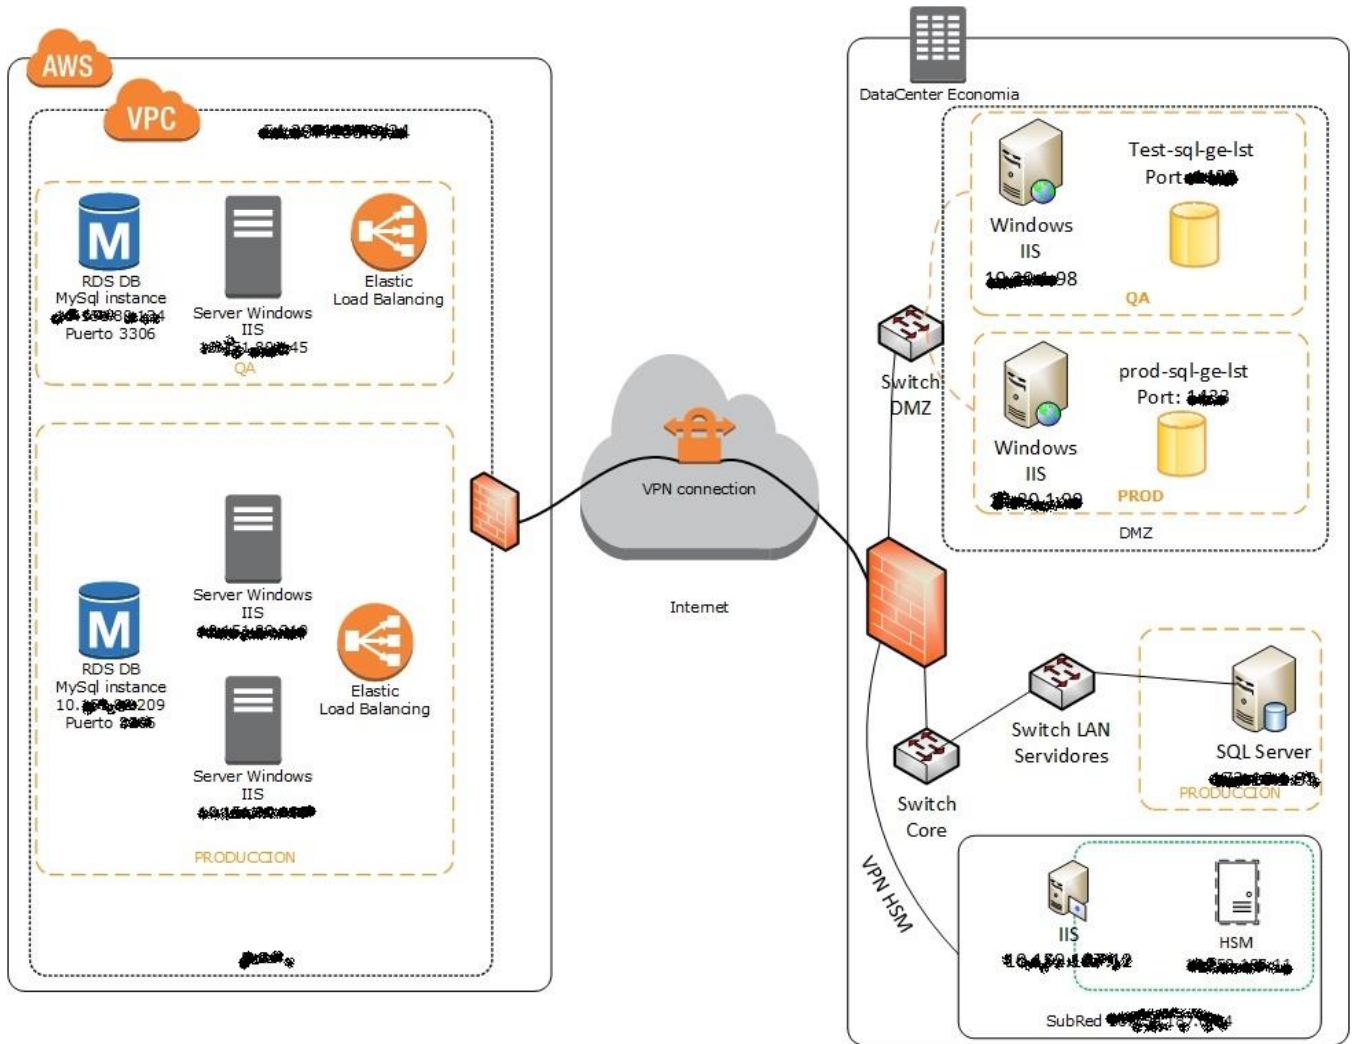 AWS
VPC
RDS DB
MySql instance
Puerto 3306
Server Windows
IIS
QA
Elastic
Load Balancing
Server Windows
IIS
RDS DB
MySql instance
Puerto
Server Windows
IIS
Elastic
Load Balancing
PRODUCCION
VPN connection
Internet
DataCenter Economia
Windows
IIS
Test-sql-ge-lst
Port:
QA
Switch
DMZ
Windows
IIS
prod-sql-ge-lst
Port:
PROD
DMZ
Switch LAN
Servidores
SQL Server
PRODUCCION
Switch
Core
VPN HSM
IIS
HSM
SubRed